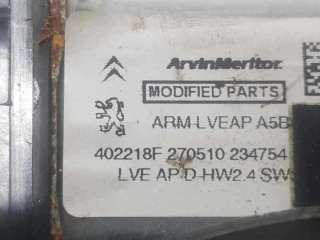 ArvinMeritor
MODIFIED PARTS
ARM-LVEAP A5B
402218F 270510 234754
LVE AP-D-HW2.4 SW